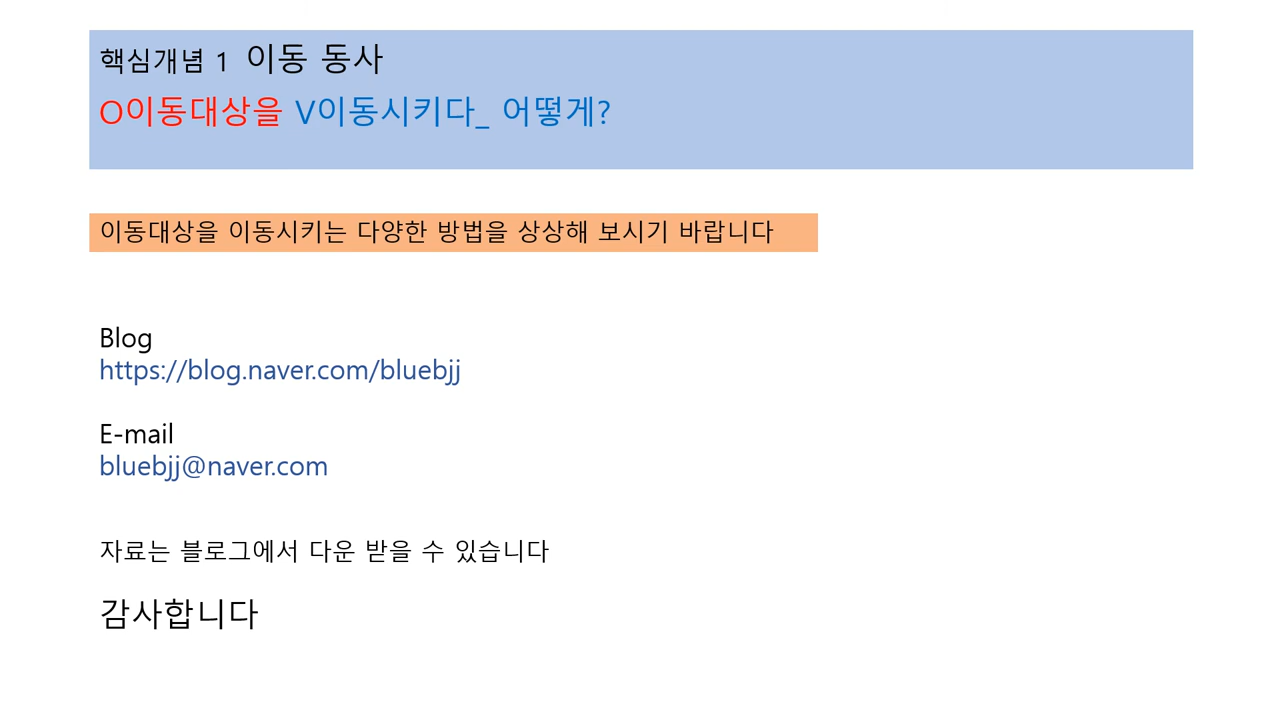 핵심개념 1 이동 동사
O이동대상을 V이동시키다_ 어떻게?
이동대상을 이동시키는 다양한 방법을 상상해 보시기 바랍니다
Blog
https://blog.naver.com/bluebjj
E-mail
bluebjj@naver.com
자료는 블로그에서 다운 받을 수 있습니다
감사합니다